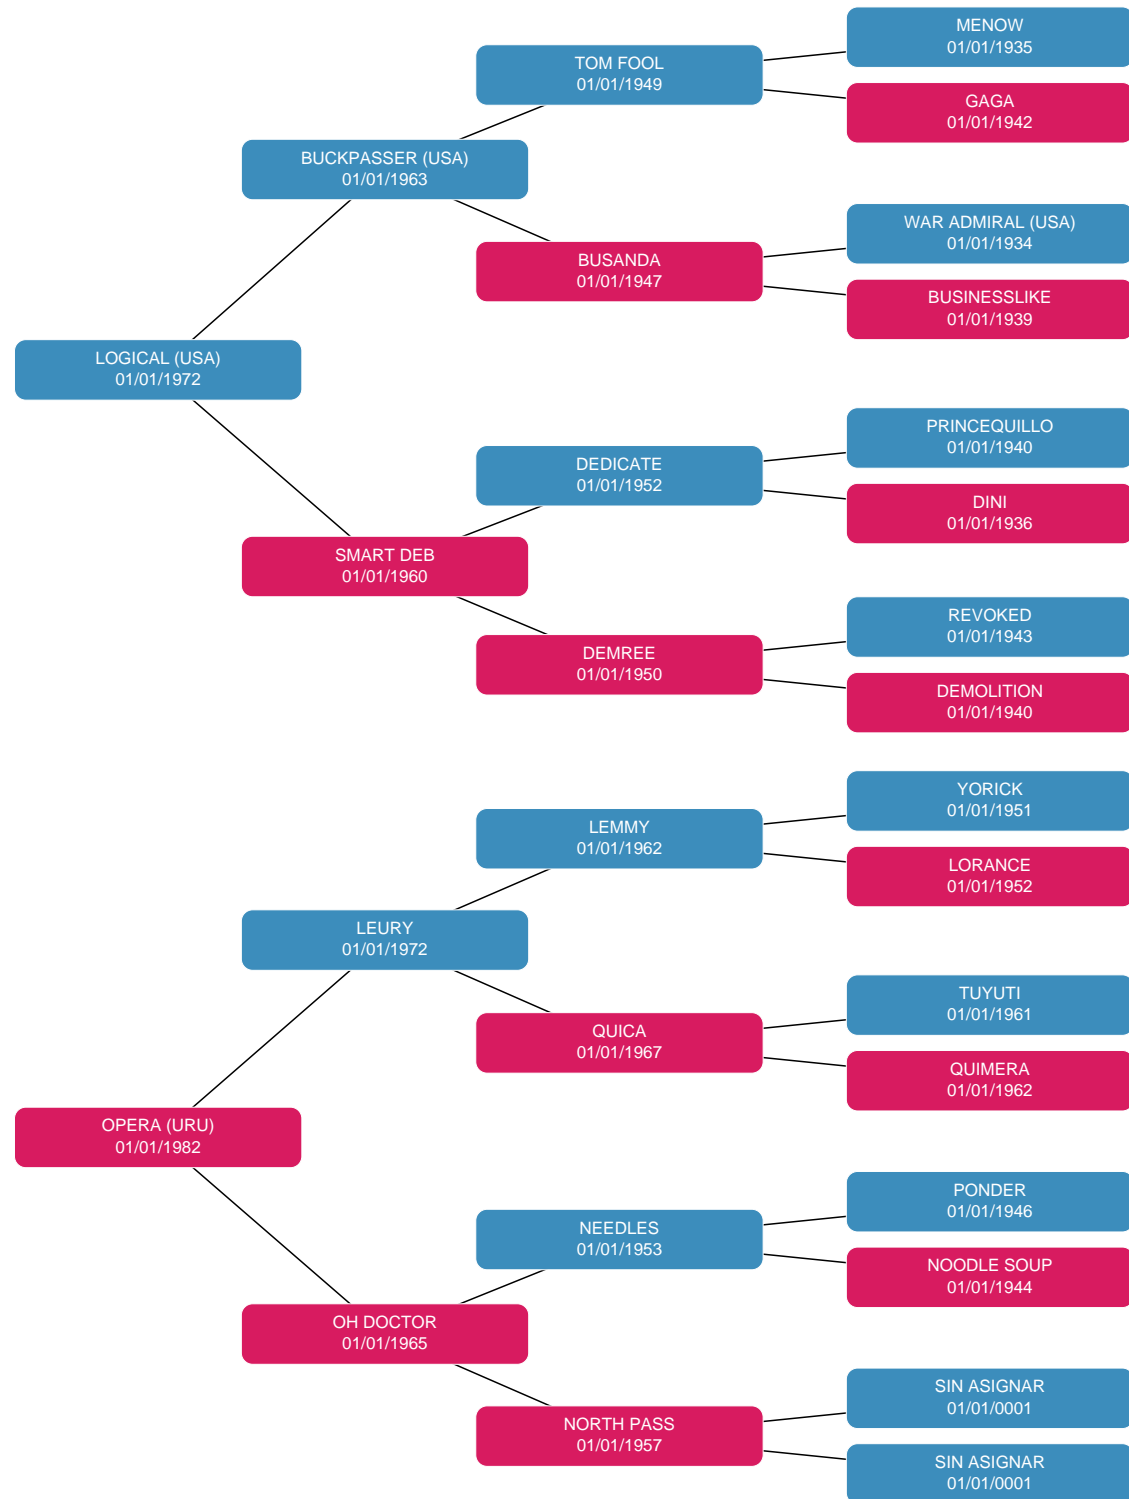 MENOW
01/01/1935
TOM FOOL
01/01/1949
GAGA
01/01/1942
BUCKPASSER (USA)
01/01/1963
WAR ADMIRAL (USA)
01/01/1934
BUSANDA
01/01/1947
BUSINESSLIKE
01/01/1939
LOGICAL (USA)
01/01/1972
PRINCEQUILLO
01/01/1940
DEDICATE
01/01/1952
DINI
01/01/1936
SMART DEB
01/01/1960
REVOKED
01/01/1943
DEMREE
01/01/1950
DEMOLITION
01/01/1940
YORICK
01/01/1951
LEMMY
01/01/1962
LORANCE
01/01/1952
LEURY
01/01/1972
TUYUTI
01/01/1961
QUICA
01/01/1967
QUIMERA
01/01/1962
OPERA (URU)
01/01/1982
PONDER
01/01/1946
NEEDLES
01/01/1953
NOODLE SOUP
01/01/1944
OH DOCTOR
01/01/1965
SIN ASIGNAR
01/01/0001
NORTH PASS
01/01/1957
SIN ASIGNAR
01/01/0001